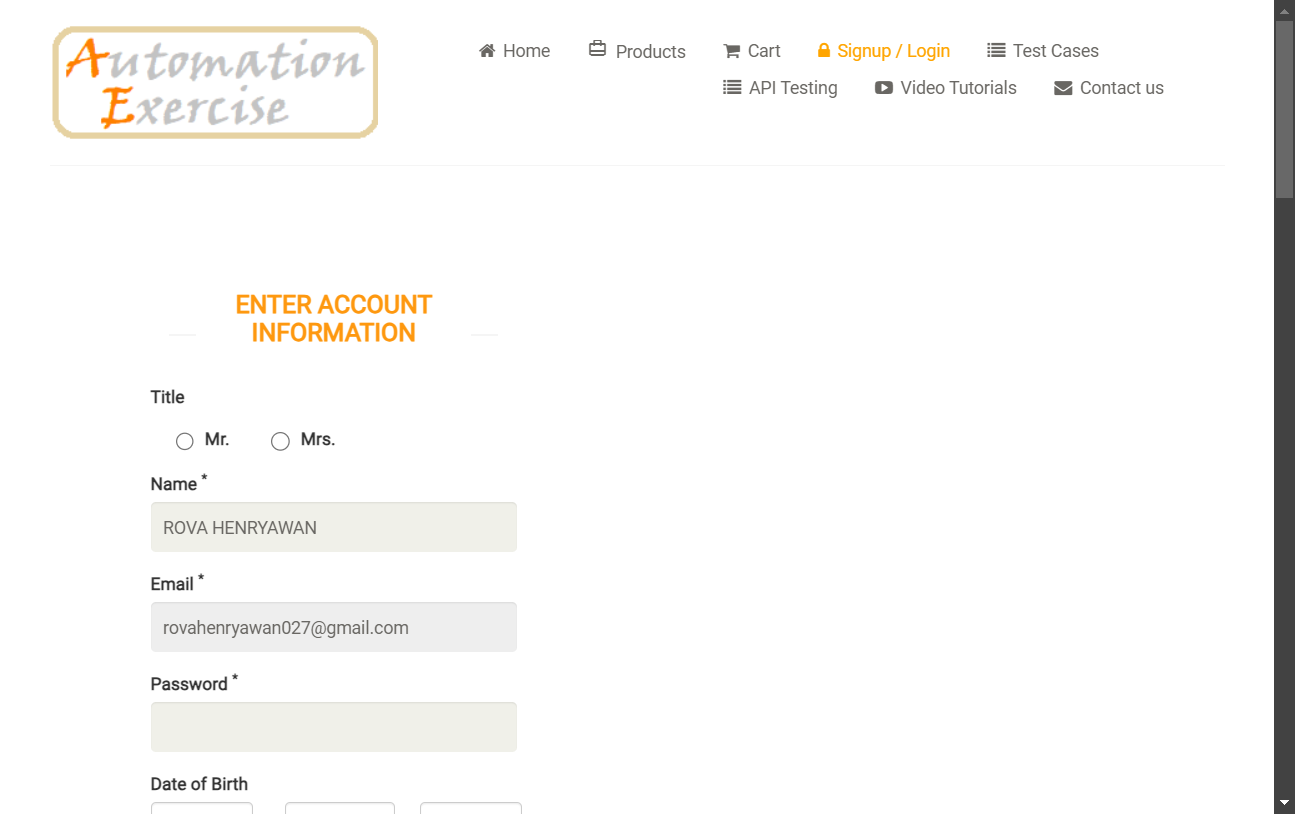 Automation
Exercise
Home
Products
Cart
Signup / Login
Test Cases
API Testing
Video Tutorials
Contact us
ENTER ACCOUNT
INFORMATION
Title
Mr.
Mrs.
Name *
ROVA HENRYAWAN
Email *
rovahenryawan027@gmail.com
Password *
Date of Birth